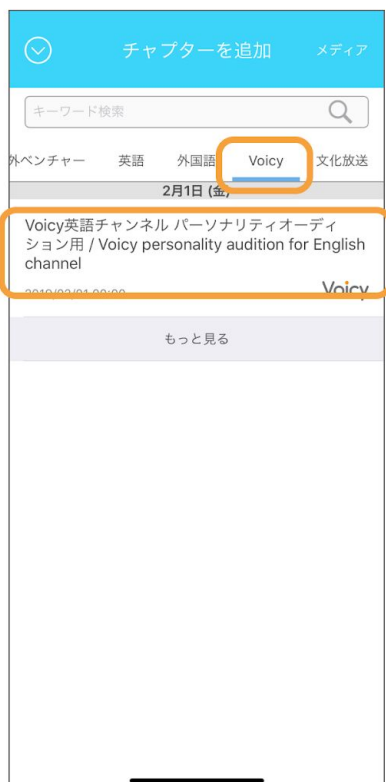 チャプターを追加
メディア
キーワード検索
外ベンチャー
英語
外国語
Voicy
文化放送
2月1日 (金)
Voicy英語チャンネル パーソナリティオーディ
ション用 / Voicy personality audition for English
channel
Voicy
もっと見る